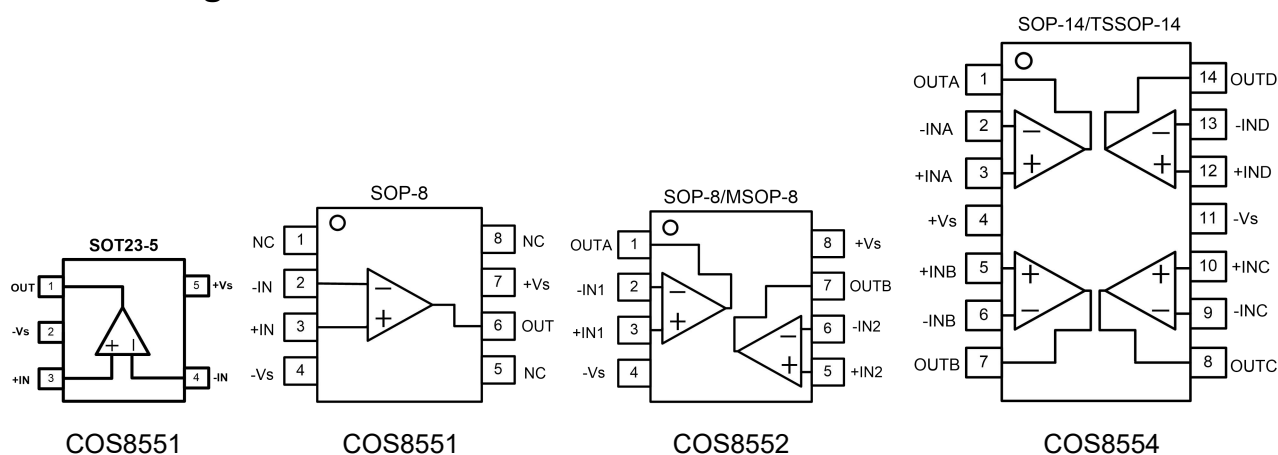 SOT23-5
OUT 1
5 +Vs
-Vs 2
+IN 3
4 -IN
+ −
COS8551
SOP-8
NC 1
8 NC
-IN 2
7 +Vs
+IN 3
6 OUT
-Vs 4
5 NC
−
+
COS8551
SOP-8/MSOP-8
OUTA 1
8 +Vs
-IN1 2
7 OUTB
+IN1 3
6 -IN2
-Vs 4
5 +IN2
−
+
−
+
COS8552
SOP-14/TSSOP-14
OUTA 1
14 OUTD
-INA 2
13 -IND
+INA 3
12 +IND
+Vs 4
11 -Vs
+INB 5
10 +INC
-INB 6
9 -INC
OUTB 7
8 OUTC
− −
+ +
+ +
− −
COS8554